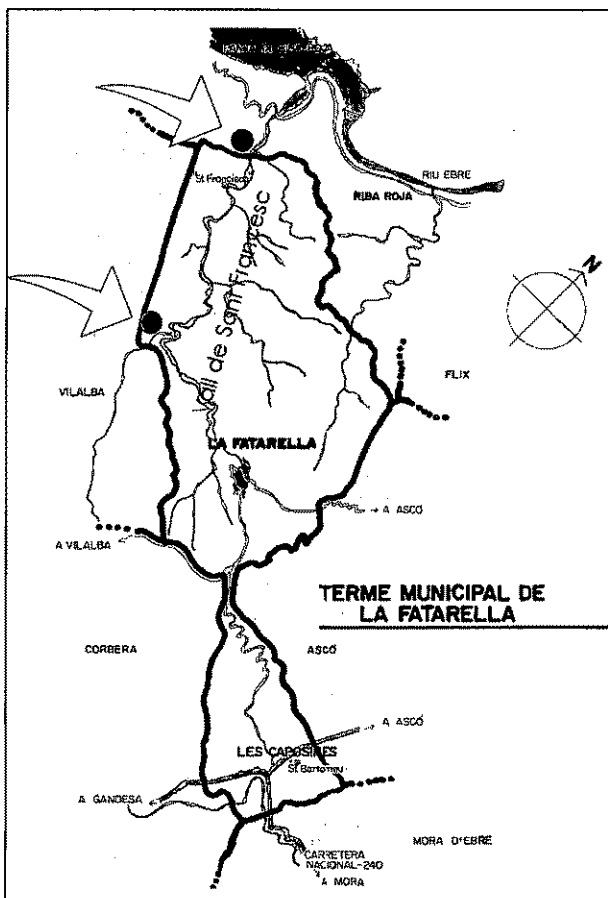 RIU EBRE
RIBA ROJA
St Francisco
Vall de Sant Francesc
N
FLIX
VILALBA
LA FATARELLA
→ A ASCÓ
A VILALBA
TERME MUNICIPAL DE
LA FATARELLA
CORBERA
ASCÓ
→ A ASCÓ
LES CAPOSINES
St Bartomeu
A GANDESA
MORA D'EBRE
CARRETERA
NACIONAL-240
A MORA